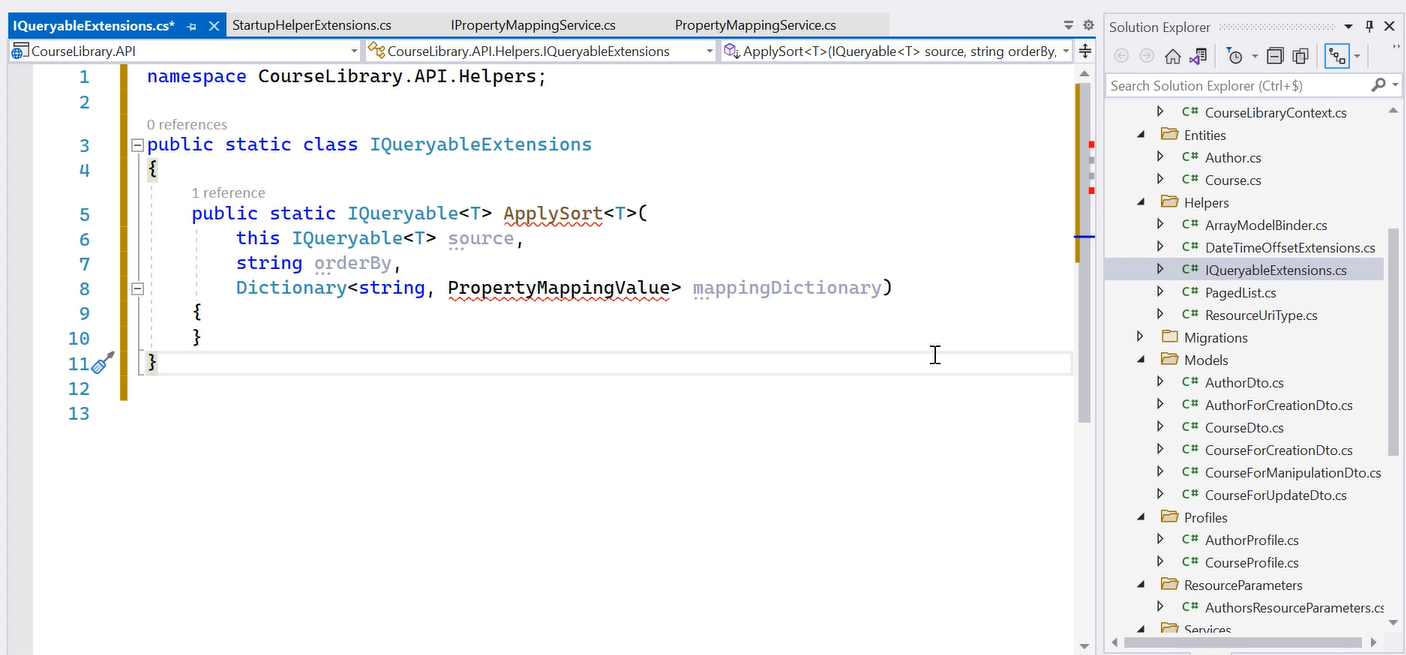 IQueryableExtensions.cs*
StartupHelperExtensions.cs
IPropertyMappingService.cs
PropertyMappingService.cs
CourseLibrary.API
CourseLibrary.API.Helpers.IQueryableExtensions
ApplySort<T>(IQueryable<T> source, string orderBy,
1 namespace CourseLibrary.API.Helpers;
2
0 references
3 public static class IQueryableExtensions
4 {
1 reference
5 public static IQueryable<T> ApplySort<T>(
6 this IQueryable<T> source,
7 string orderBy,
8 Dictionary<string, PropertyMappingValue> mappingDictionary)
9 {
10 }
11 }
12
13
Solution Explorer
Search Solution Explorer (Ctrl+$)
C# CourseLibraryContext.cs
Entities
C# Author.cs
C# Course.cs
Helpers
C# ArrayModelBinder.cs
C# DateTimeOffsetExtensions.cs
C# IQueryableExtensions.cs
C# PagedList.cs
C# ResourceUriType.cs
Migrations
Models
C# AuthorDto.cs
C# AuthorForCreationDto.cs
C# CourseDto.cs
C# CourseForCreationDto.cs
C# CourseForManipulationDto.cs
C# CourseForUpdateDto.cs
Profiles
C# AuthorProfile.cs
C# CourseProfile.cs
ResourceParameters
C# AuthorsResourceParameters.cs
Services